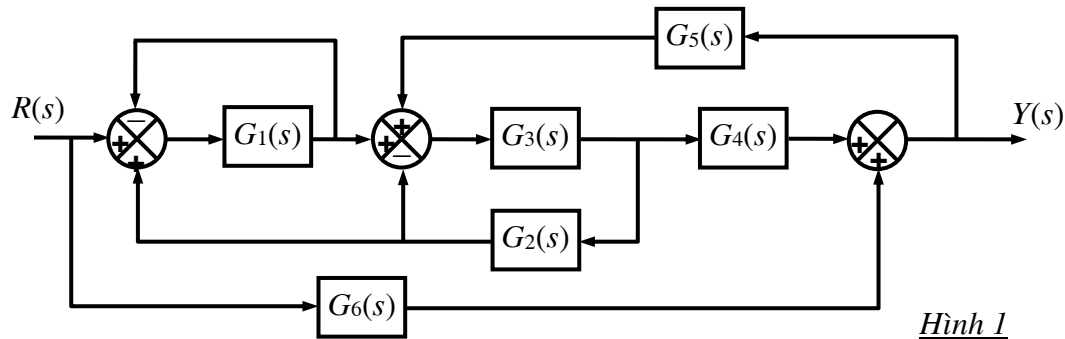 G5(s)
R(s)
−
+
+
G1(s)
+
+
−
G3(s)
G4(s)
+
+
Y(s)
G2(s)
G6(s)
Hình 1